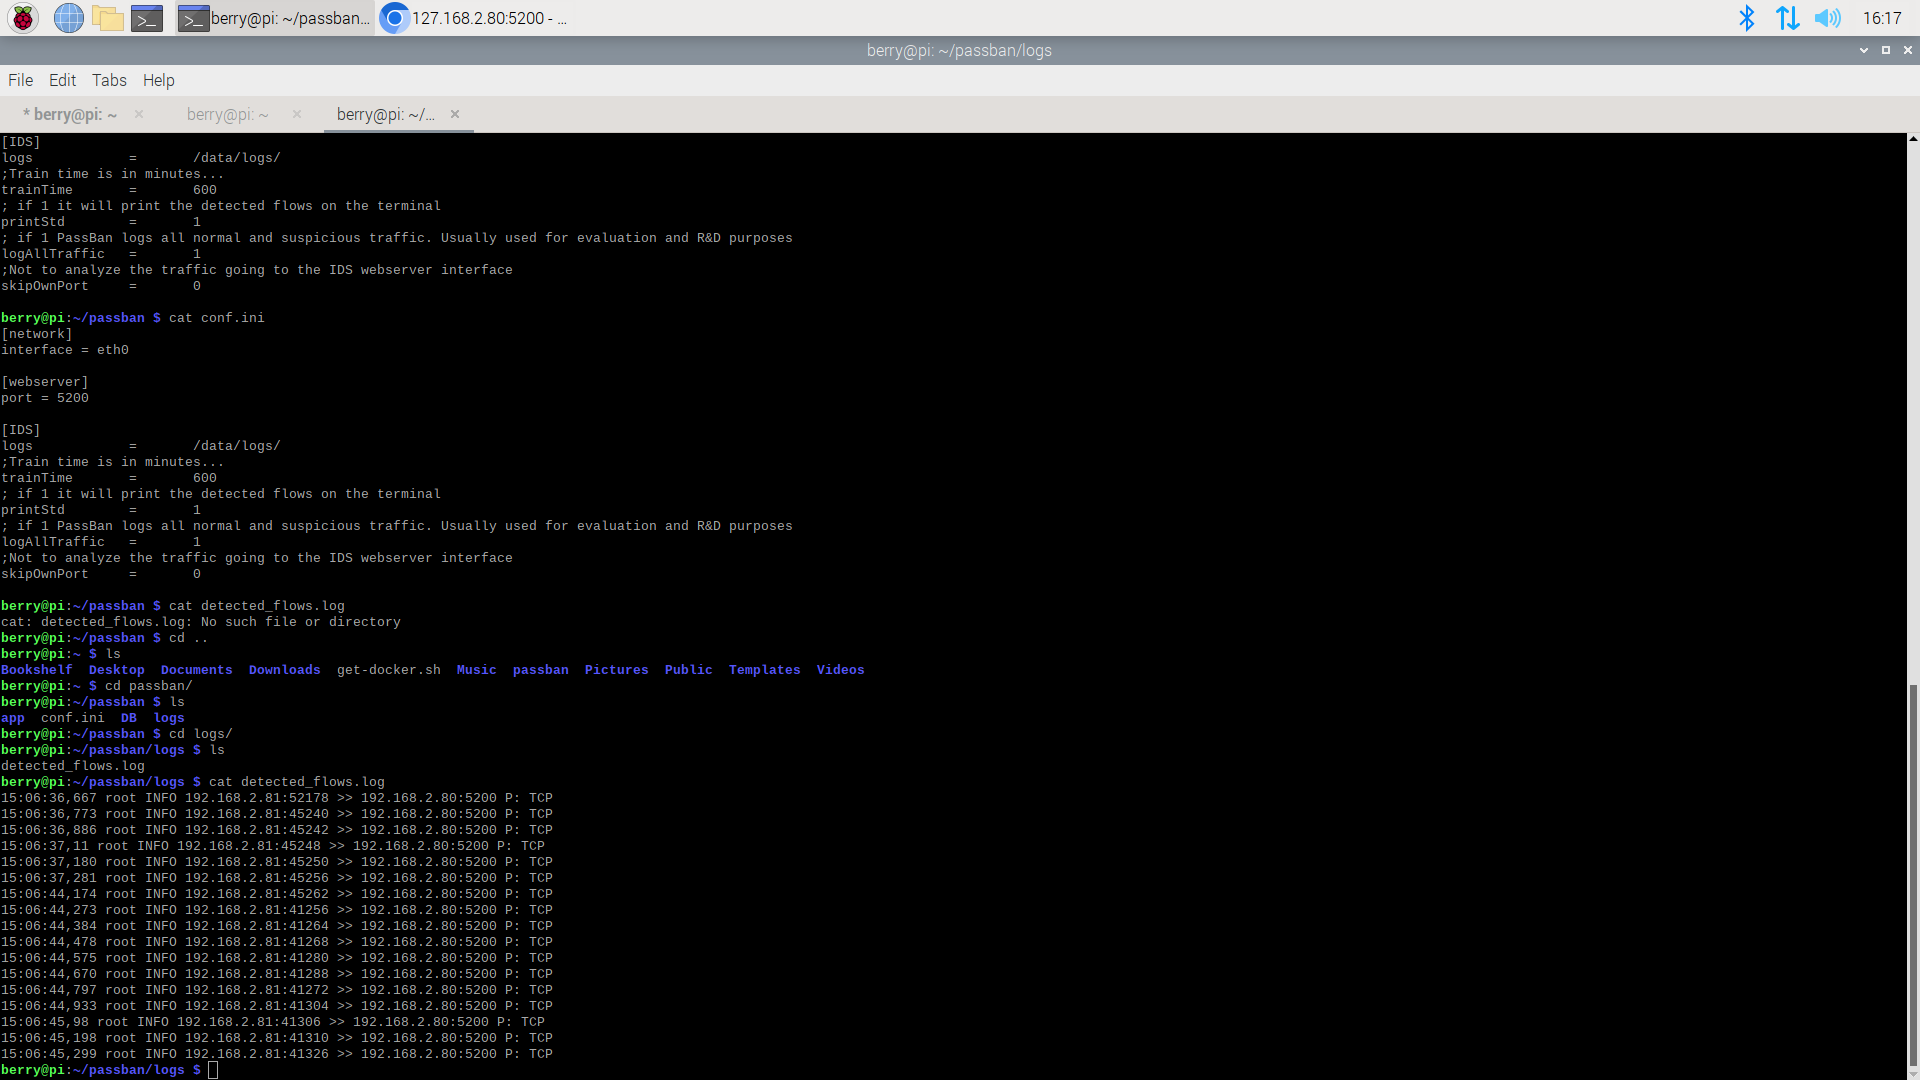 berry@pi: ~/passban...
127.168.2.80:5200 - ...
16:17
berry@pi: ~/passban/logs
File Edit Tabs Help
* berry@pi: ~ × berry@pi: ~ × berry@pi: ~/... ×
[IDS]
logs            =       /data/logs/
;Train time is in minutes...
trainTime       =       600
; if 1 it will print the detected flows on the terminal
printStd        =       1
; if 1 PassBan logs all normal and suspicious traffic. Usually used for evaluation and R&D purposes
logAllTraffic   =       1
;Not to analyze the traffic going to the IDS webserver interface
skipOwnPort     =       0
berry@pi:~/passban $ cat conf.ini
[network]
interface = eth0
[webserver]
port = 5200
[IDS]
logs            =       /data/logs/
;Train time is in minutes...
trainTime       =       600
; if 1 it will print the detected flows on the terminal
printStd        =       1
; if 1 PassBan logs all normal and suspicious traffic. Usually used for evaluation and R&D purposes
logAllTraffic   =       1
;Not to analyze the traffic going to the IDS webserver interface
skipOwnPort     =       0
berry@pi:~/passban $ cat detected_flows.log
cat: detected_flows.log: No such file or directory
berry@pi:~/passban $ cd ..
berry@pi:~ $ ls
Bookshelf  Desktop  Documents  Downloads  get-docker.sh  Music  passban  Pictures  Public  Templates  Videos
berry@pi:~ $ cd passban/
berry@pi:~/passban $ ls
app  conf.ini  DB  logs
berry@pi:~/passban $ cd logs/
berry@pi:~/passban/logs $ ls
detected_flows.log
berry@pi:~/passban/logs $ cat detected_flows.log
15:06:36,667 root INFO 192.168.2.81:52178 >> 192.168.2.80:5200 P: TCP
15:06:36,773 root INFO 192.168.2.81:45240 >> 192.168.2.80:5200 P: TCP
15:06:36,886 root INFO 192.168.2.81:45242 >> 192.168.2.80:5200 P: TCP
15:06:37,11 root INFO 192.168.2.81:45248 >> 192.168.2.80:5200 P: TCP
15:06:37,180 root INFO 192.168.2.81:45250 >> 192.168.2.80:5200 P: TCP
15:06:37,281 root INFO 192.168.2.81:45256 >> 192.168.2.80:5200 P: TCP
15:06:44,174 root INFO 192.168.2.81:45262 >> 192.168.2.80:5200 P: TCP
15:06:44,273 root INFO 192.168.2.81:41256 >> 192.168.2.80:5200 P: TCP
15:06:44,384 root INFO 192.168.2.81:41264 >> 192.168.2.80:5200 P: TCP
15:06:44,478 root INFO 192.168.2.81:41268 >> 192.168.2.80:5200 P: TCP
15:06:44,575 root INFO 192.168.2.81:41280 >> 192.168.2.80:5200 P: TCP
15:06:44,670 root INFO 192.168.2.81:41288 >> 192.168.2.80:5200 P: TCP
15:06:44,797 root INFO 192.168.2.81:41272 >> 192.168.2.80:5200 P: TCP
15:06:44,933 root INFO 192.168.2.81:41304 >> 192.168.2.80:5200 P: TCP
15:06:45,98 root INFO 192.168.2.81:41306 >> 192.168.2.80:5200 P: TCP
15:06:45,198 root INFO 192.168.2.81:41310 >> 192.168.2.80:5200 P: TCP
15:06:45,299 root INFO 192.168.2.81:41326 >> 192.168.2.80:5200 P: TCP
berry@pi:~/passban/logs $